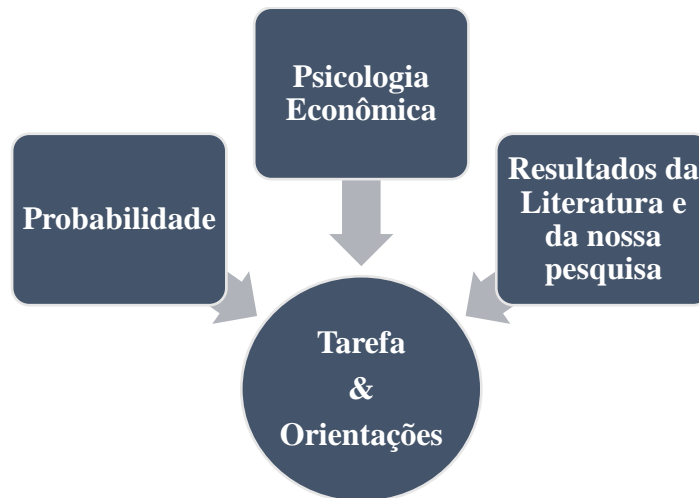 Psicologia
Econômica
Probabilidade
Resultados da
Literatura e
da nossa
pesquisa
Tarefa
&
Orientações